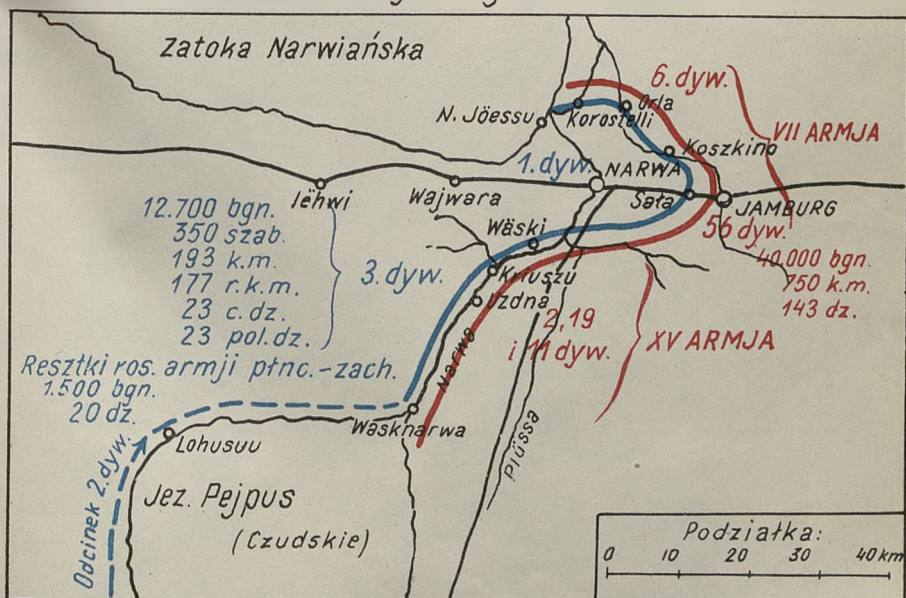 Zatoka Narwiańska
6. dyw.
VII ARMJA
N. Jöessu
Korostelli
Orla
Koszkino
1. dyw.
NARWA
Iëhwi
Wajwara
Sała
JAMBURG
56 dyw.
40.000 bgn.
750 k.m.
143 dz.
12.700 bgn.
350 szab.
193 k.m.
177 r.k.m.
23 c.dz.
23 pol.dz.
3. dyw.
Wäski
Kriuszu
Uzdna
2,19
i 11 dyw.
XV ARMJA
Narwa
Resztki ros. armji płnc.-zach.
1.500 bgn.
20 dz.
Wäsknarwa
Lohusuu
Plüssa
Odcinek 2. dyw.
Jez. Pejpus
(Czudskie)
Podziałka:
0 10 20 30 40 km